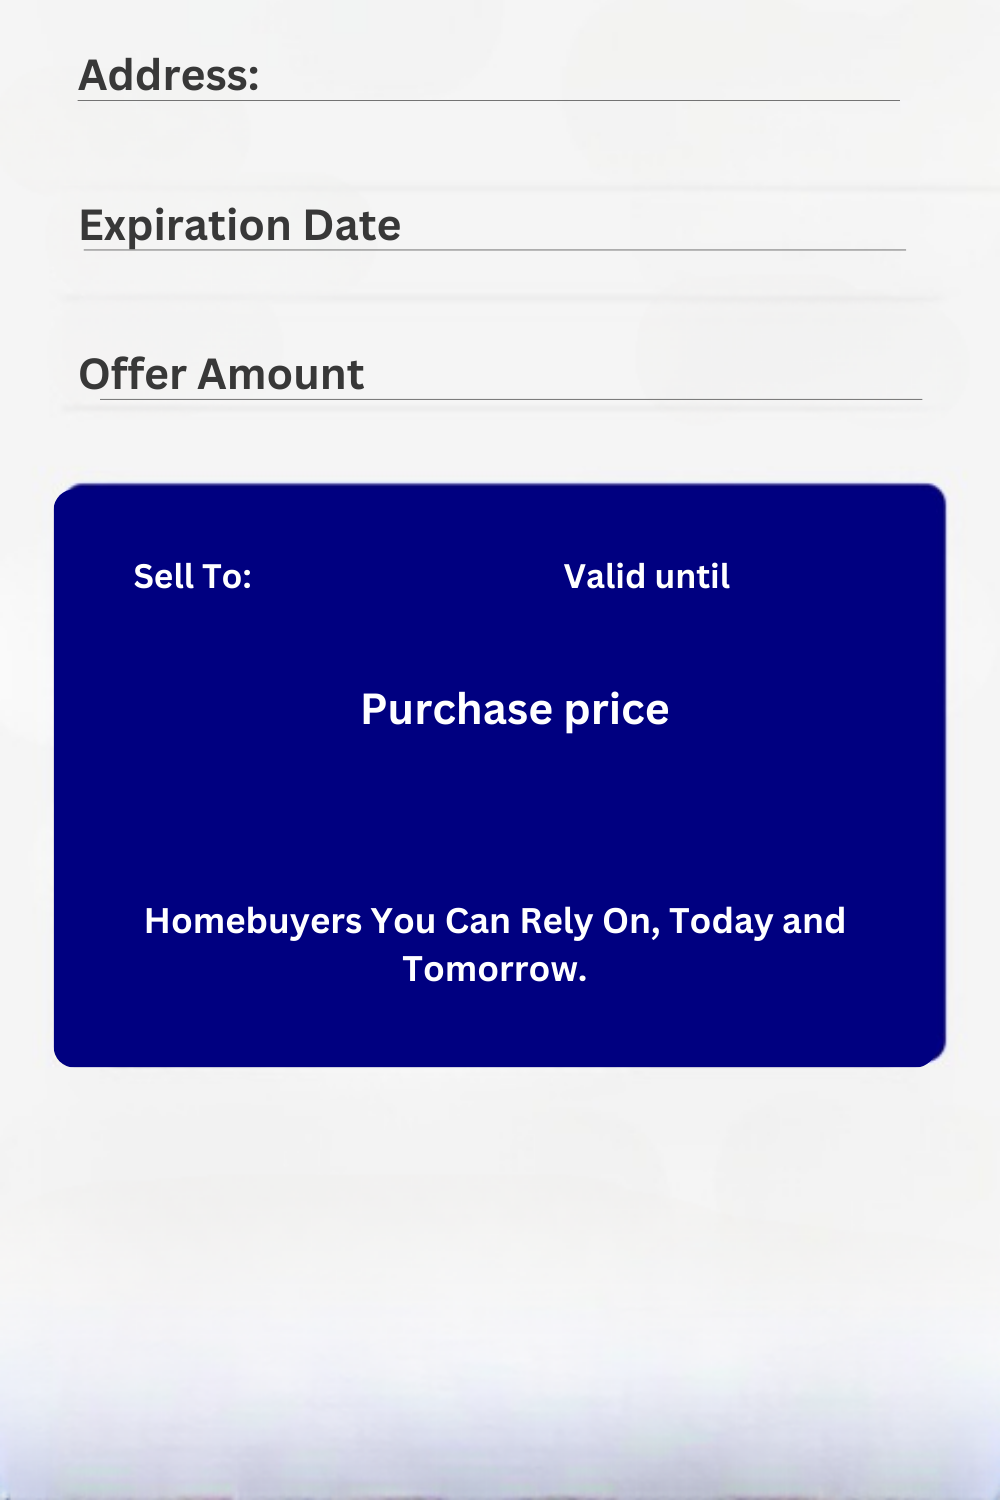 Address:
Expiration Date
Offer Amount
Sell To:
Valid until
Purchase price
Homebuyers You Can Rely On, Today and
Tomorrow.